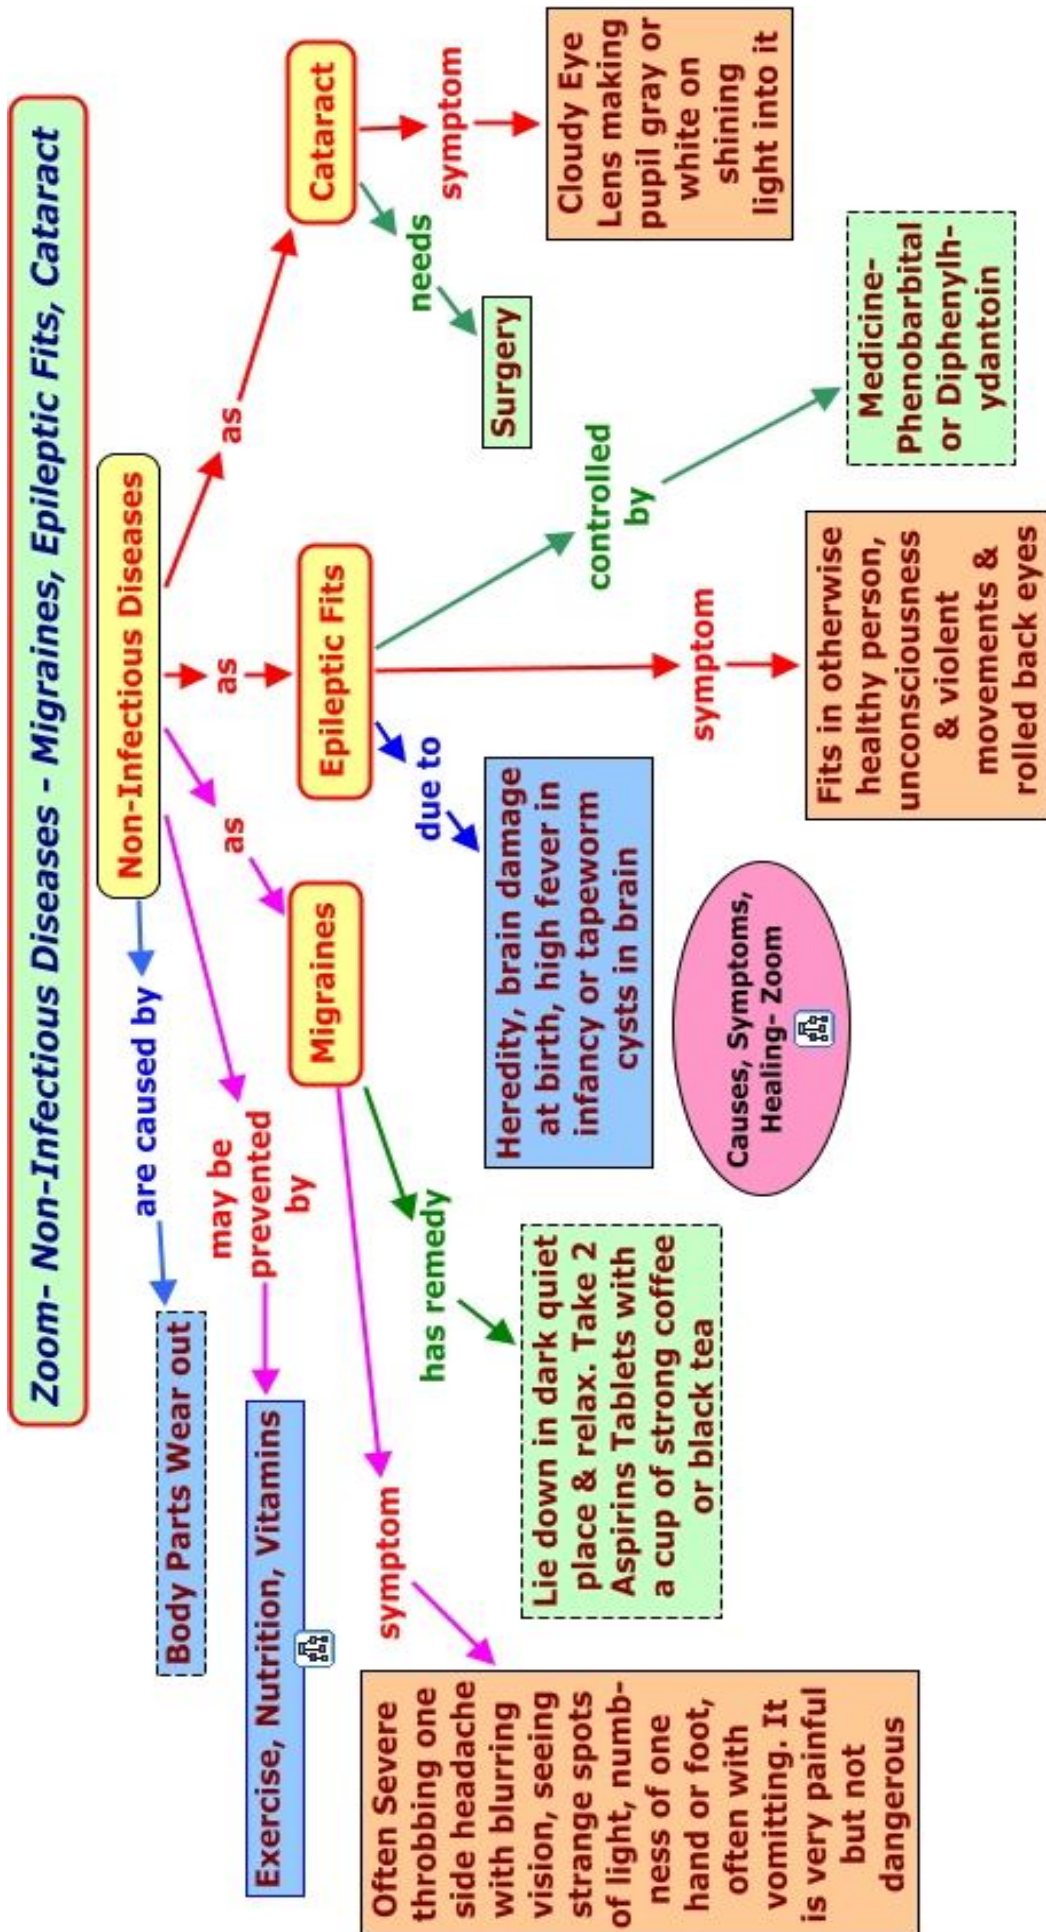 Zoom- Non-Infectious Diseases - Migraines, Epileptic Fits, Cataract
Non-Infectious Diseases
are caused by
Body Parts Wear out
may be
prevented
by
Exercise, Nutrition, Vitamins
as
Migraines
symptom
Often Severe
throbbing one
side headache
with blurring
vision, seeing
strange spots
of light, numb-
ness of one
hand or foot,
often with
vomitting. It
is very painful
but not
dangerous
has remedy
Lie down in dark quiet
place & relax. Take 2
Aspirins Tablets with
a cup of strong coffee
or black tea
as
Epileptic Fits
due to
Heredity, brain damage
at birth, high fever in
infancy or tapeworm
cysts in brain
symptom
Fits in otherwise
healthy person,
unconsciousness
& violent
movements &
rolled back eyes
controlled
by
Medicine-
Phenobarbital
or Diphenylh-
ydantoin
as
Cataract
needs
Surgery
symptom
Cloudy Eye
Lens making
pupil gray or
white on
shining
light into it
Causes, Symptoms,
Healing- Zoom